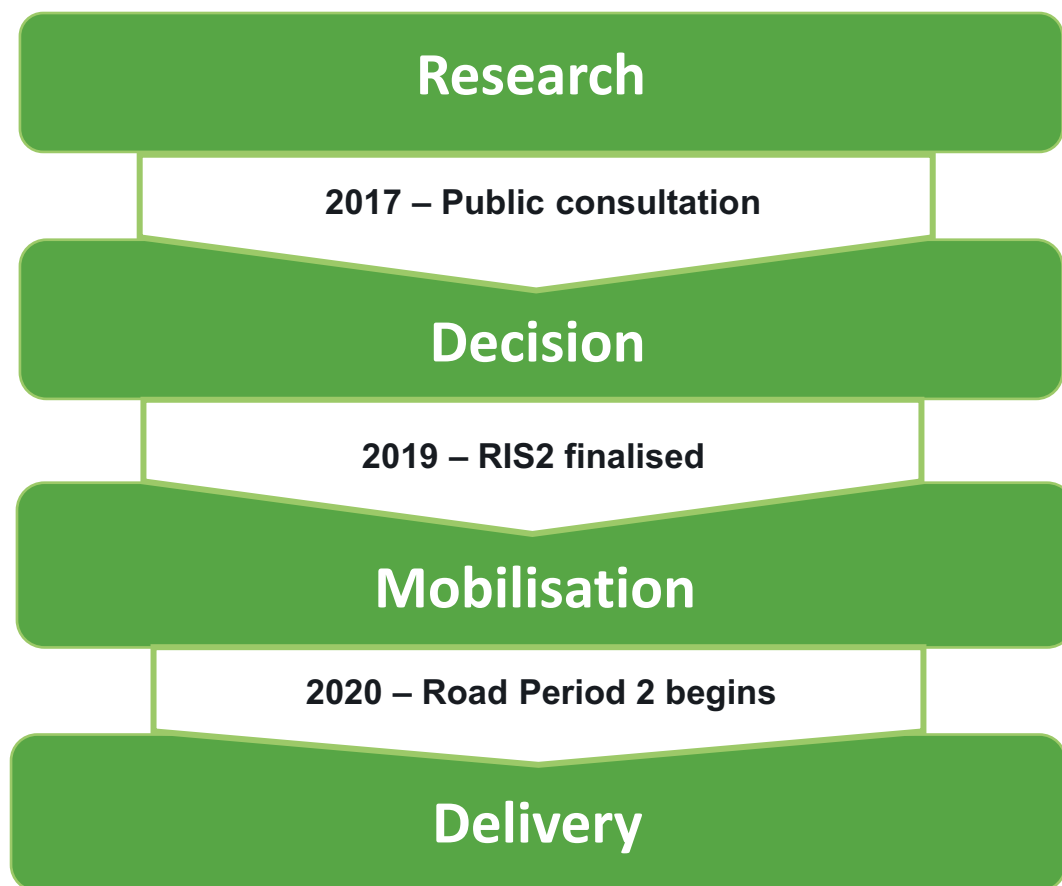 Research
2017 – Public consultation
Decision
2019 – RIS2 finalised
Mobilisation
2020 – Road Period 2 begins
Delivery